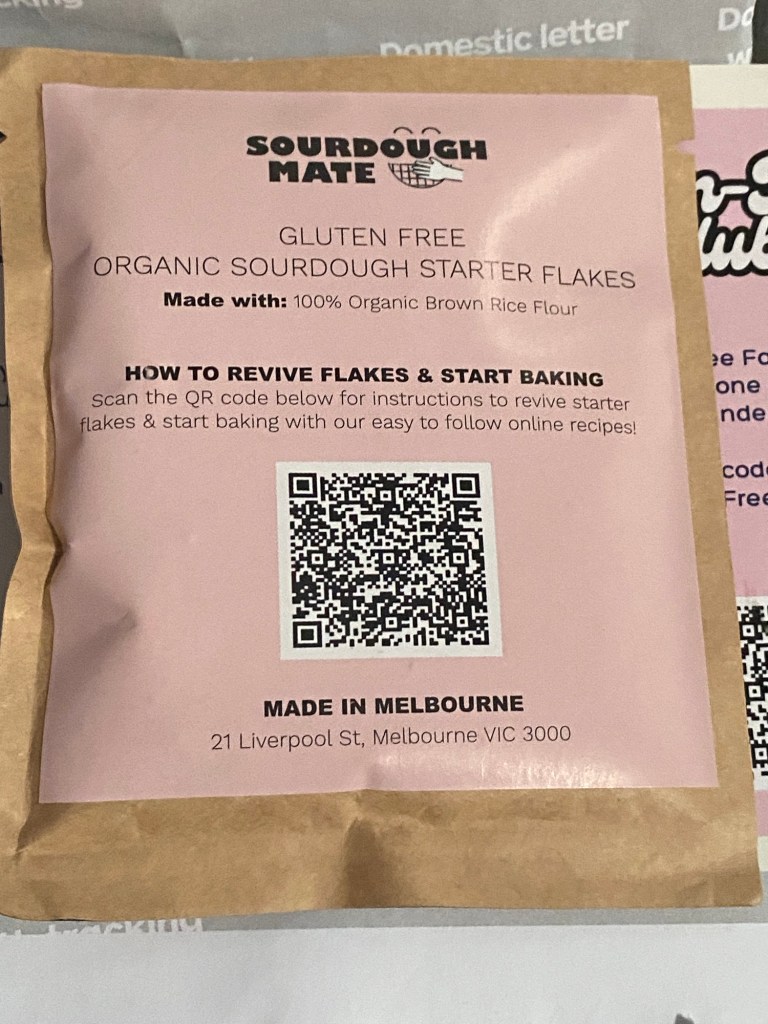 Domestic letter
SOURDOUGH
MATE
GLUTEN FREE
ORGANIC SOURDOUGH STARTER FLAKES
Made with: 100% Organic Brown Rice Flour
HOW TO REVIVE FLAKES & START BAKING
Scan the QR code below for instructions to revive starter
flakes & start baking with our easy to follow online recipes!
MADE IN MELBOURNE
21 Liverpool St, Melbourne VIC 3000
one
tracking